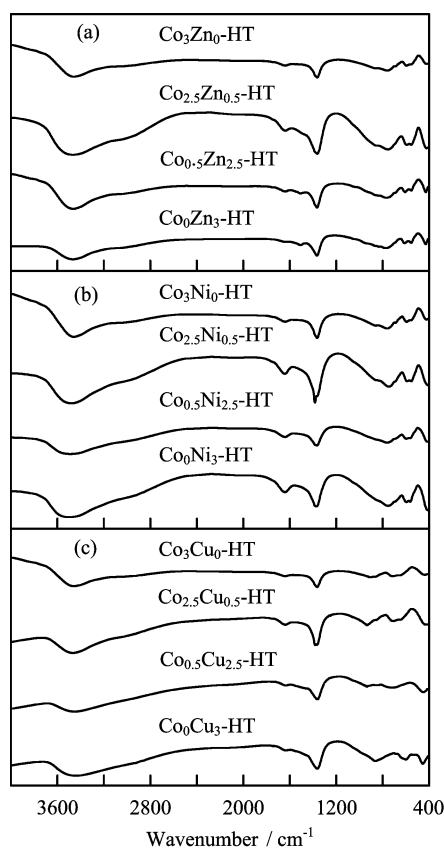 (a) Co₃Zn₀-HT
Co₂.₅Zn₀.₅-HT
Co₀.₅Zn₂.₅-HT
Co₀Zn₃-HT
(b) Co₃Ni₀-HT
Co₂.₅Ni₀.₅-HT
Co₀.₅Ni₂.₅-HT
Co₀Ni₃-HT
(c) Co₃Cu₀-HT
Co₂.₅Cu₀.₅-HT
Co₀.₅Cu₂.₅-HT
Co₀Cu₃-HT
3600 2800 2000 1200 400
Wavenumber / cm⁻¹